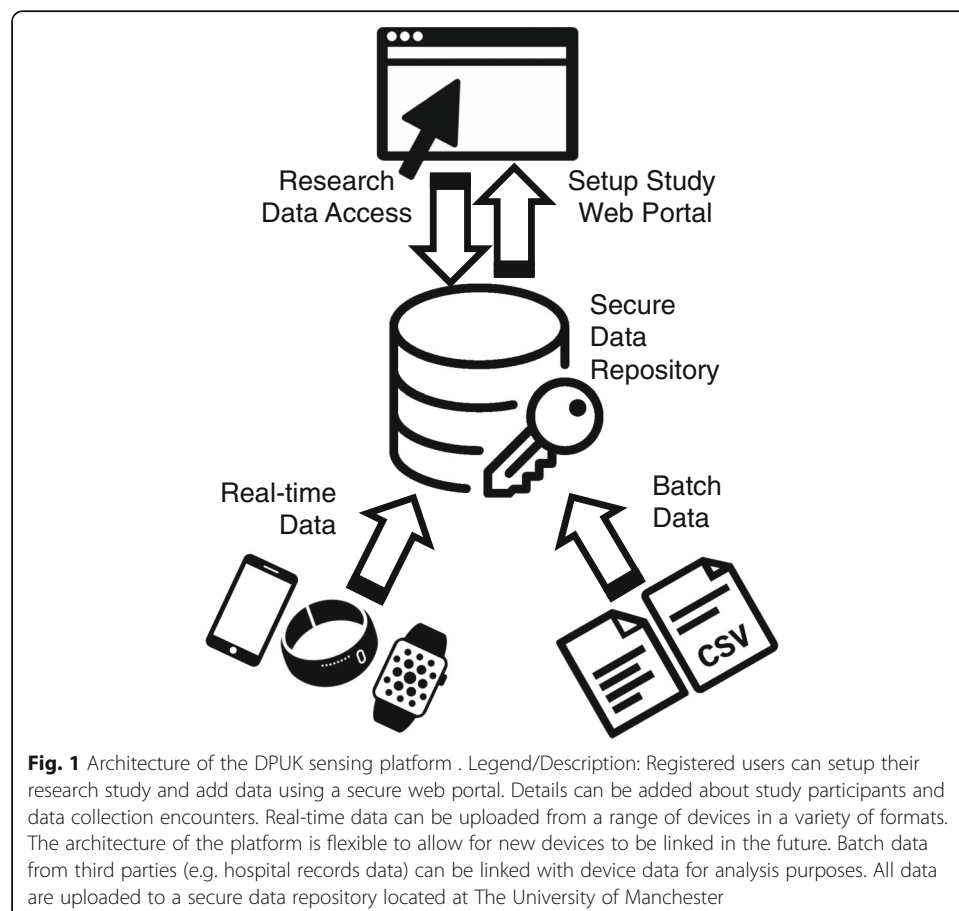 Research
Data Access
Setup Study
Web Portal
Secure
Data
Repository
Real-time
Data
Batch
Data
CSV
Fig. 1 Architecture of the DPUK sensing platform . Legend/Description: Registered users can setup their
research study and add data using a secure web portal. Details can be added about study participants and
data collection encounters. Real-time data can be uploaded from a range of devices in a variety of formats.
The architecture of the platform is flexible to allow for new devices to be linked in the future. Batch data
from third parties (e.g. hospital records data) can be linked with device data for analysis purposes. All data
are uploaded to a secure data repository located at The University of Manchester